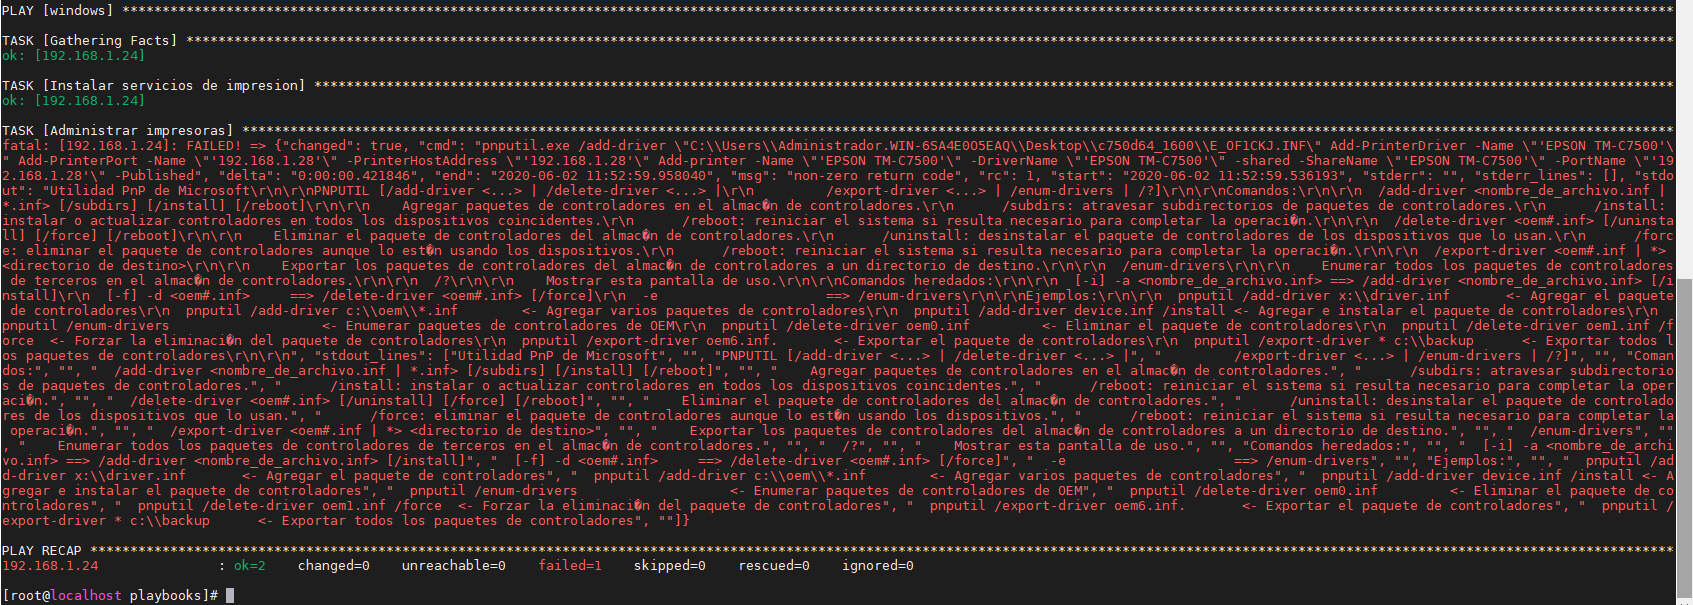 PLAY [windows] ****************************************************************************************************
TASK [Gathering Facts] ****************************************************************************************************
ok: [192.168.1.24]
TASK [Instalar servicios de impresion] ****************************************************************************************************
ok: [192.168.1.24]
TASK [Administrar impresoras] ****************************************************************************************************
fatal: [192.168.1.24]: FAILED! => {"changed": true, "cmd": "pnputil.exe /add-driver \"C:\\Users\\Administrador.WIN-6SA4E0O5EAQ\\Desktop\\c750d64_1600\\E_OF1CKJ.INF\" Add-PrinterDriver -Name \"'EPSON TM-C7500'\
" Add-PrinterPort -Name \"'192.168.1.28'\" -PrinterHostAddress \"'192.168.1.28'\" Add-printer -Name \"'EPSON TM-C7500'\" -DriverName \"'EPSON TM-C7500'\" -shared -ShareName \"'EPSON TM-C7500'\" -PortName \"'19
2.168.1.28'\" -Published", "delta": "0:00:00.421846", "end": "2020-06-02 11:52:59.958040", "msg": "non-zero return code", "rc": 1, "start": "2020-06-02 11:52:59.536193", "stderr": "", "stderr_lines": [], "stdo
ut": "Utilidad PnP de Microsoft\r\n\r\nPNPUTIL [/add-driver <...> | /delete-driver <...> |\r\n         /export-driver <...> | /enum-drivers | /?]\r\n\r\nComandos:\r\n\r\n  /add-driver <nombre_de_archivo.inf |
*.inf> [/subdirs] [/install] [/reboot]\r\n\r\n    Agregar paquetes de controladores en el almac�n de controladores.\r\n      /subdirs: atravesar subdirectorios de paquetes de controladores.\r\n      /install:
instalar o actualizar controladores en todos los dispositivos coincidentes.\r\n      /reboot: reiniciar el sistema si resulta necesario para completar la operaci�n.\r\n\r\n  /delete-driver <oem#.inf> [/uninsta
ll] [/force] [/reboot]\r\n\r\n    Eliminar el paquete de controladores del almac�n de controladores.\r\n      /uninstall: desinstalar el paquete de controladores de los dispositivos que lo usan.\r\n      /forc
e: eliminar el paquete de controladores aunque lo est�n usando los dispositivos.\r\n      /reboot: reiniciar el sistema si resulta necesario para completar la operaci�n.\r\n\r\n  /export-driver <oem#.inf | *>
<directorio de destino>\r\n\r\n    Exportar los paquetes de controladores del almac�n de controladores a un directorio de destino.\r\n\r\n  /enum-drivers\r\n\r\n    Enumerar todos los paquetes de controladores
 de terceros en el almac�n de controladores.\r\n\r\n  /?\r\n\r\n    Mostrar esta pantalla de uso.\r\n\r\nComandos heredados:\r\n\r\n  [-i] -a <nombre_de_archivo.inf> ==> /add-driver <nombre_de_archivo.inf> [/i
nstall]\r\n  [-f] -d <oem#.inf>     ==> /delete-driver <oem#.inf> [/force]\r\n  -e                     ==> /enum-drivers\r\n\r\nEjemplos:\r\n\r\n  pnputil /add-driver x:\\driver.inf       <- Agregar el paquete
 de controladores\r\n  pnputil /add-driver c:\\oem\\*.inf        <- Agregar varios paquetes de controladores\r\n  pnputil /add-driver device.inf /install <- Agregar e instalar el paquete de controladores\r\n
pnputil /enum-drivers                   <- Enumerar paquetes de controladores de OEM\r\n  pnputil /delete-driver oem0.inf         <- Eliminar el paquete de controladores\r\n  pnputil /delete-driver oem1.inf /f
orce  <- Forzar la eliminaci�n del paquete de controladores\r\n  pnputil /export-driver oem6.inf.       <- Exportar el paquete de controladores\r\n  pnputil /export-driver * c:\\backup      <- Exportar todos l
os paquetes de controladores\r\n\r\n", "stdout_lines": ["Utilidad PnP de Microsoft", "", "PNPUTIL [/add-driver <...> | /delete-driver <...> |", "         /export-driver <...> | /enum-drivers | /?]", "", "Coman
dos:", "", "  /add-driver <nombre_de_archivo.inf | *.inf> [/subdirs] [/install] [/reboot]", "", "    Agregar paquetes de controladores en el almac�n de controladores.", "      /subdirs: atravesar subdirectorio
s de paquetes de controladores.", "      /install: instalar o actualizar controladores en todos los dispositivos coincidentes.", "      /reboot: reiniciar el sistema si resulta necesario para completar la oper
aci�n.", "", "  /delete-driver <oem#.inf> [/uninstall] [/force] [/reboot]", "", "    Eliminar el paquete de controladores del almac�n de controladores.", "      /uninstall: desinstalar el paquete de controlado
res de los dispositivos que lo usan.", "      /force: eliminar el paquete de controladores aunque lo est�n usando los dispositivos.", "      /reboot: reiniciar el sistema si resulta necesario para completar la
 operaci�n.", "", "  /export-driver <oem#.inf | *> <directorio de destino>", "", "    Exportar los paquetes de controladores del almac�n de controladores a un directorio de destino.", "", "  /enum-drivers", ""
, "    Enumerar todos los paquetes de controladores de terceros en el almac�n de controladores.", "", "  /?", "", "    Mostrar esta pantalla de uso.", "", "Comandos heredados:", "", "  [-i] -a <nombre_de_archi
vo.inf> ==> /add-driver <nombre_de_archivo.inf> [/install]", "  [-f] -d <oem#.inf>     ==> /delete-driver <oem#.inf> [/force]", "  -e                     ==> /enum-drivers", "", "Ejemplos:", "", "  pnputil /ad
d-driver x:\\driver.inf       <- Agregar el paquete de controladores", "  pnputil /add-driver c:\\oem\\*.inf        <- Agregar varios paquetes de controladores", "  pnputil /add-driver device.inf /install <- A
gregar e instalar el paquete de controladores", "  pnputil /enum-drivers                   <- Enumerar paquetes de controladores de OEM", "  pnputil /delete-driver oem0.inf         <- Eliminar el paquete de co
ntroladores", "  pnputil /delete-driver oem1.inf /force  <- Forzar la eliminaci�n del paquete de controladores", "  pnputil /export-driver oem6.inf.       <- Exportar el paquete de controladores", "  pnputil /
export-driver * c:\\backup      <- Exportar todos los paquetes de controladores", ""]}
PLAY RECAP ****************************************************************************************************
192.168.1.24               : ok=2    changed=0    unreachable=0    failed=1    skipped=0    rescued=0    ignored=0
[root@localhost playbooks]#